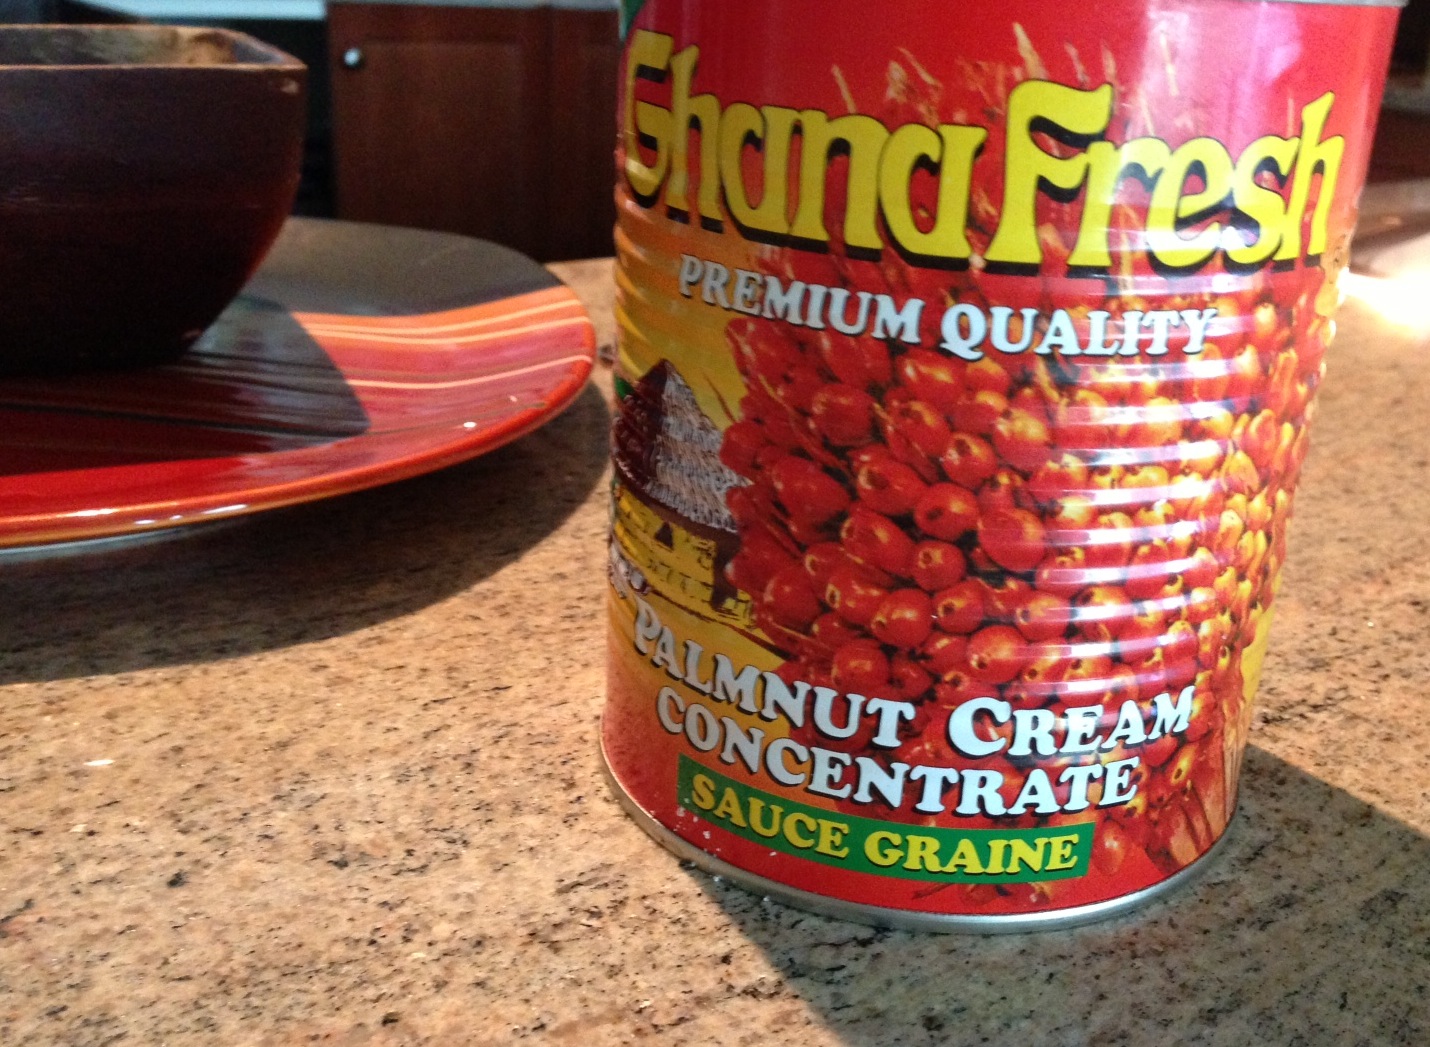 Ghana Fresh
PREMIUM QUALITY
PALMNUT CREAM
CONCENTRATE
SAUCE GRAINE